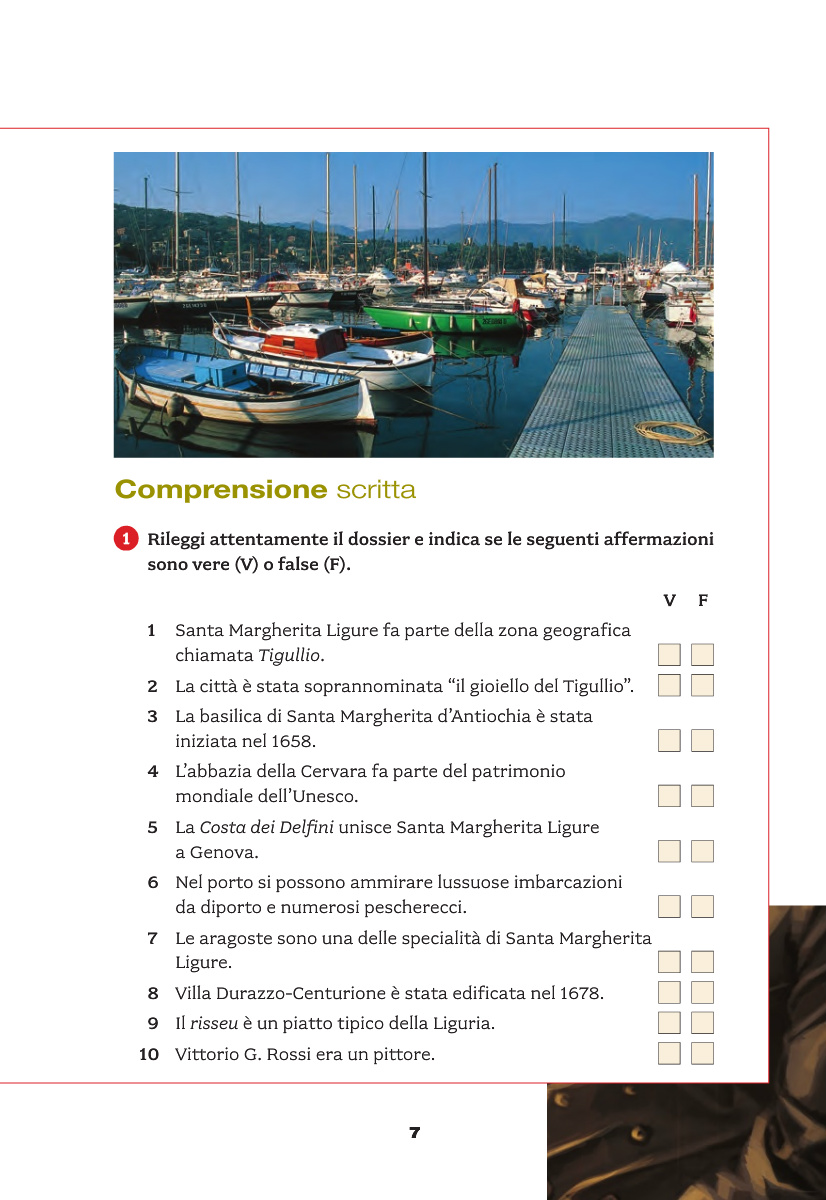 Comprensione scritta
1 Rileggi attentamente il dossier e indica se le seguenti affermazioni
sono vere (V) o false (F).
V F
1 Santa Margherita Ligure fa parte della zona geografica
chiamata Tigullio.
2 La città è stata soprannominata “il gioiello del Tigullio”.
3 La basilica di Santa Margherita d’Antiochia è stata
iniziata nel 1658.
4 L’abbazia della Cervara fa parte del patrimonio
mondiale dell’Unesco.
5 La Costa dei Delfini unisce Santa Margherita Ligure
a Genova.
6 Nel porto si possono ammirare lussuose imbarcazioni
da diporto e numerosi pescherecci.
7 Le aragoste sono una delle specialità di Santa Margherita
Ligure.
8 Villa Durazzo-Centurione è stata edificata nel 1678.
9 Il risseu è un piatto tipico della Liguria.
10 Vittorio G. Rossi era un pittore.
7